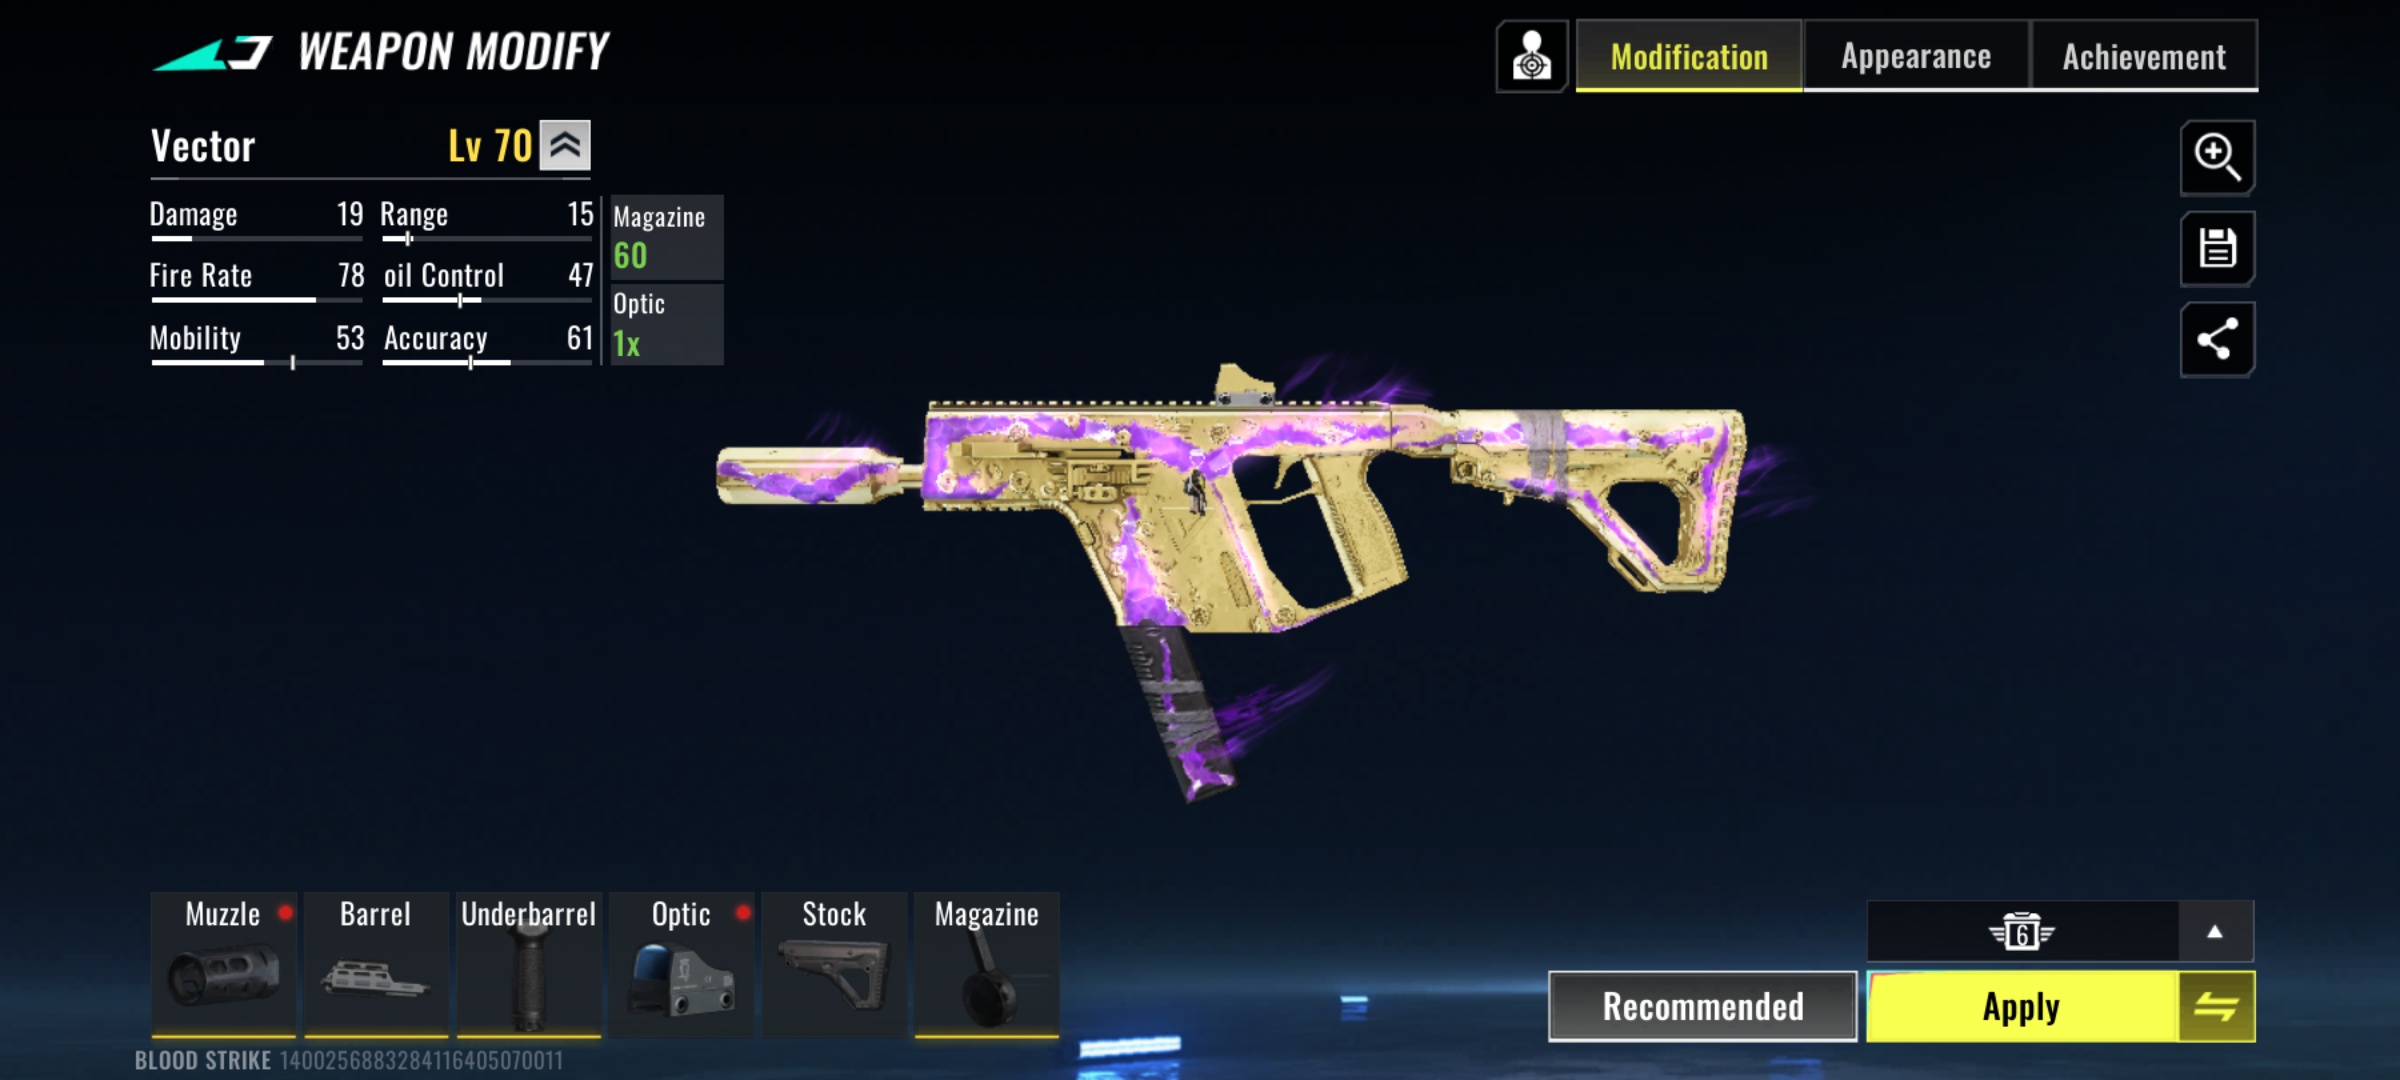 WEAPON MODIFY
Modification
Appearance
Achievement
Vector
Lv 70
Damage 19
Range 15
Magazine
60
Fire Rate 78
oil Control 47
Optic
1x
Mobility 53
Accuracy 61
Muzzle
Barrel
Underbarrel
Optic
Stock
Magazine
6
Recommended
Apply
BLOOD STRIKE 1400256883284116405070011